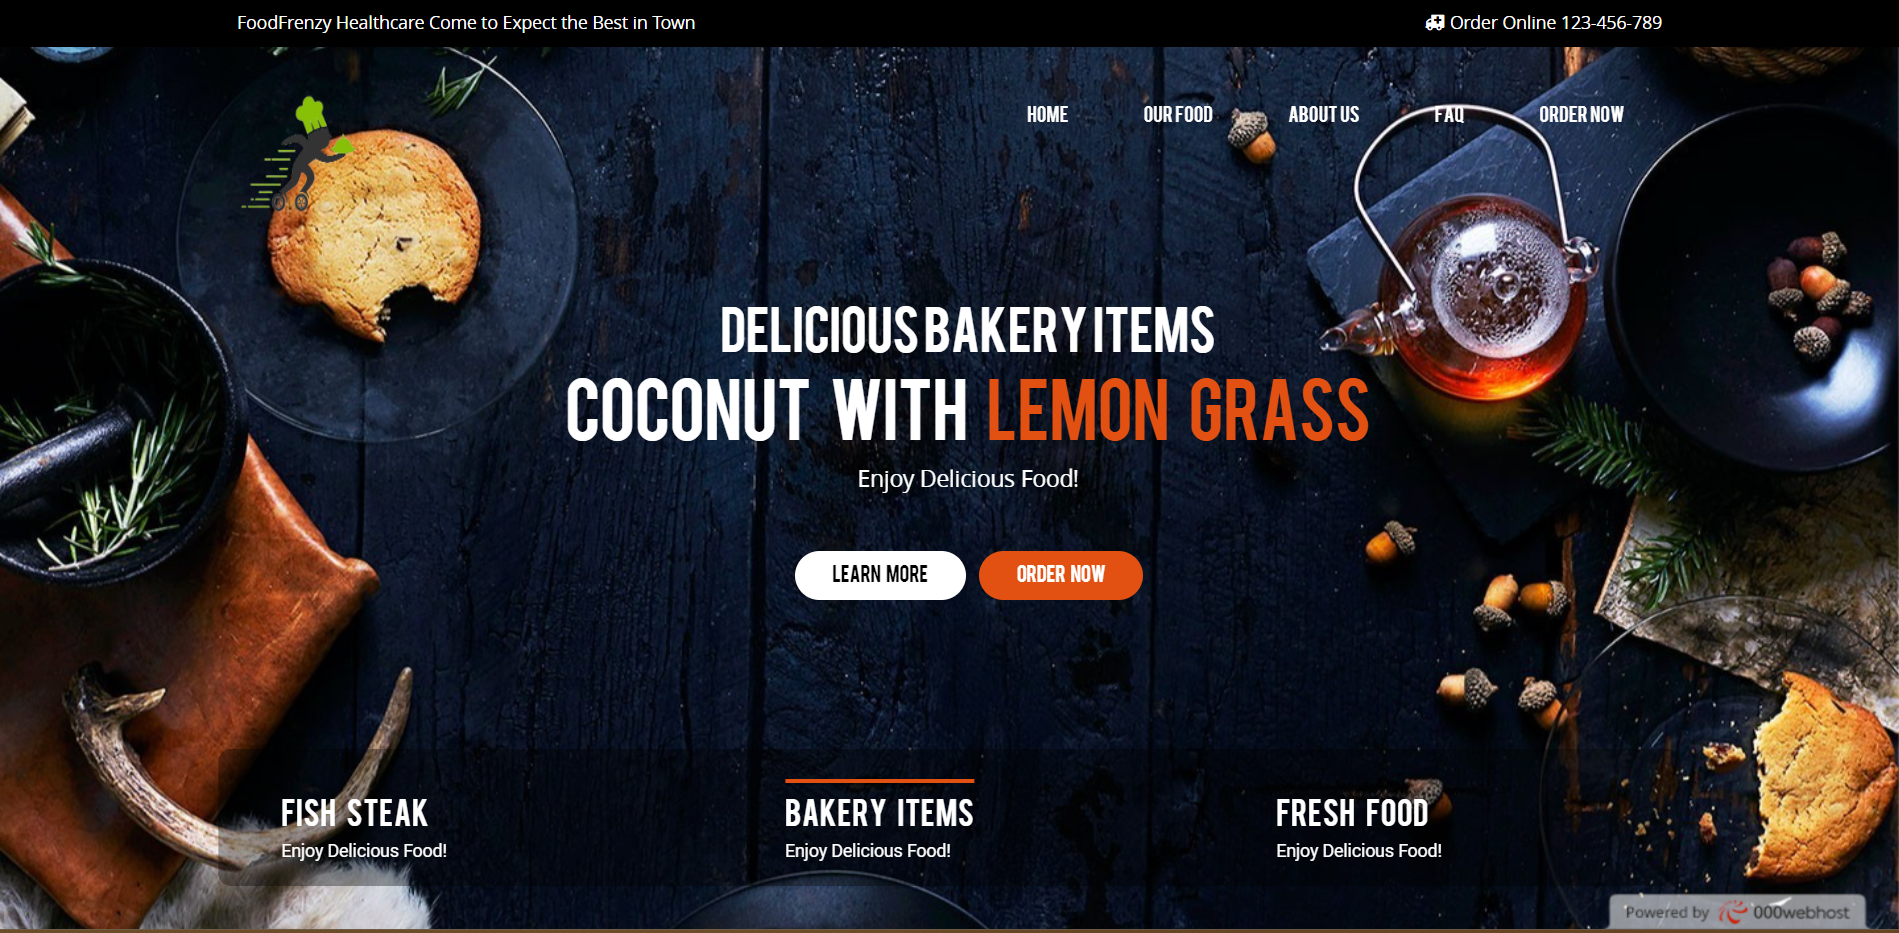 FoodFrenzy Healthcare Come to Expect the Best in Town
Order Online 123-456-789
HOME
OUR FOOD
ABOUT US
FAQ
ORDER NOW
DELICIOUS BAKERY ITEMS
COCONUT WITH LEMON GRASS
Enjoy Delicious Food!
LEARN MORE
ORDER NOW
FISH STEAK
Enjoy Delicious Food!
BAKERY ITEMS
Enjoy Delicious Food!
FRESH FOOD
Enjoy Delicious Food!
Powered by 000webhost